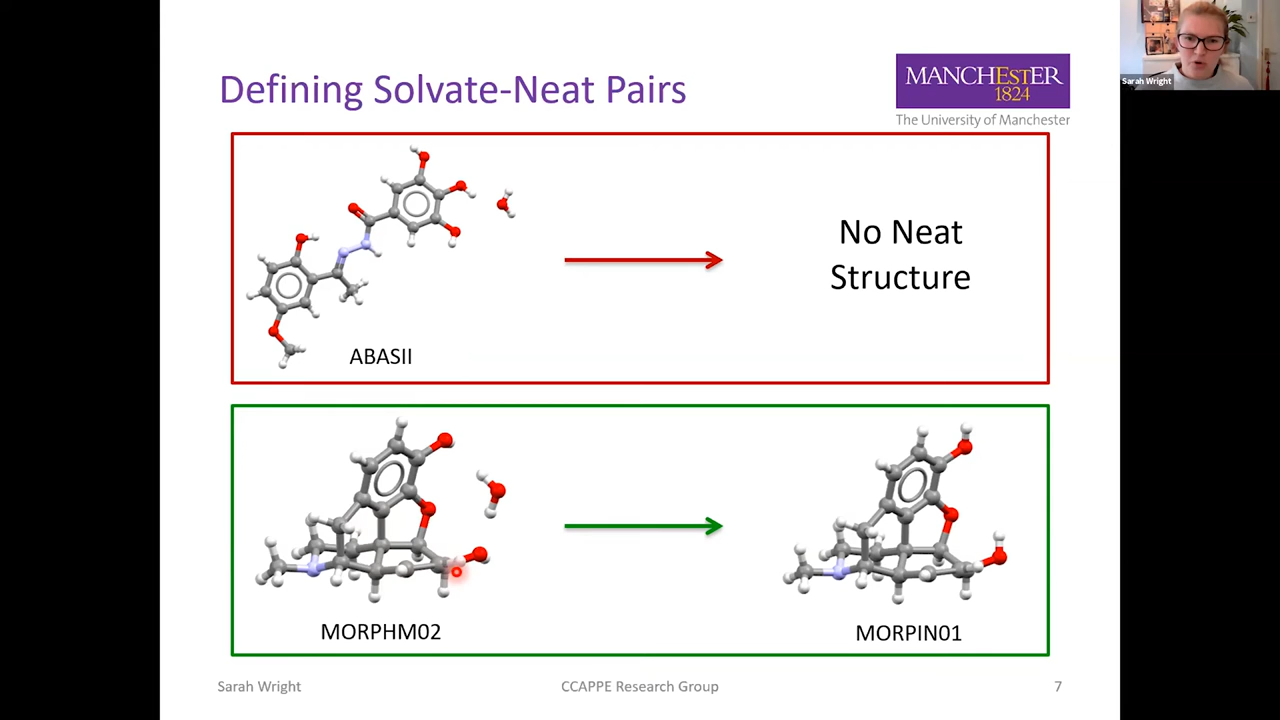 Defining Solvate-Neat Pairs
MANCHESTER
1824
The University of Manchester
Sarah Wright
No Neat
Structure
ABASII
MORPHM02
MORPIN01
Sarah Wright
CCAPPE Research Group
7